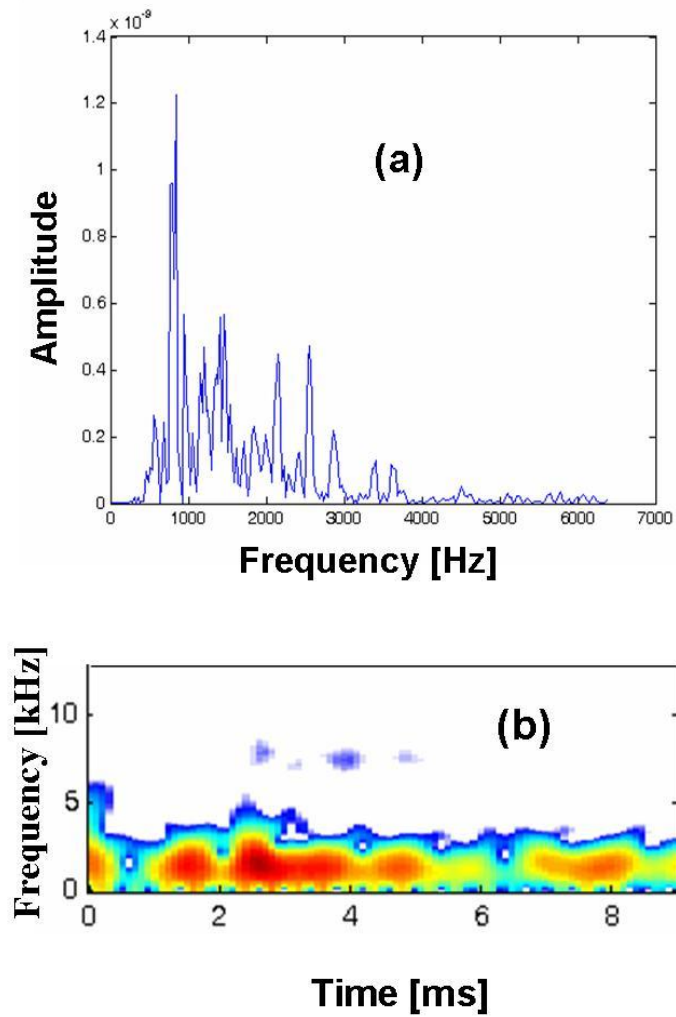 x 10⁻⁹
1.4
1.2
1
0.8
0.6
0.4
0.2
0
(a)
Amplitude
0 1000 2000 3000 4000 5000 6000 7000
Frequency [Hz]
10
5
0
(b)
Frequency [kHz]
0 2 4 6 8
Time [ms]